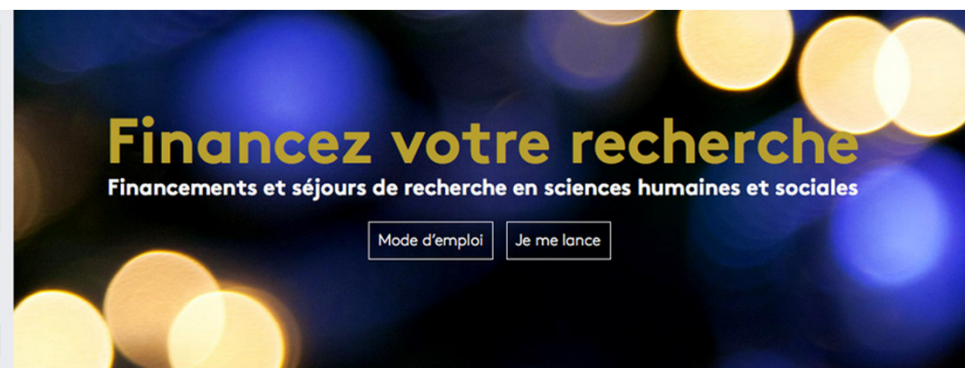 Financez votre recherche
Financements et séjours de recherche en sciences humaines et sociales
Mode d'emploi
Je me lance